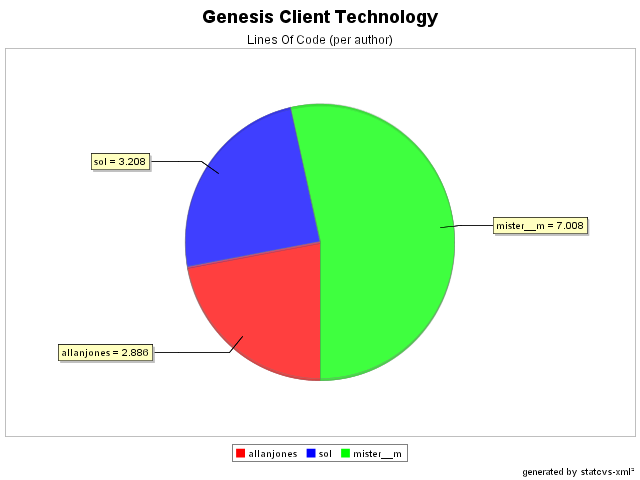 Genesis Client Technology
Lines Of Code (per author)
sol = 3.208
mister__m = 7.008
allanjones = 2.886
allanjones sol mister__m
generated by statcvs-xml²